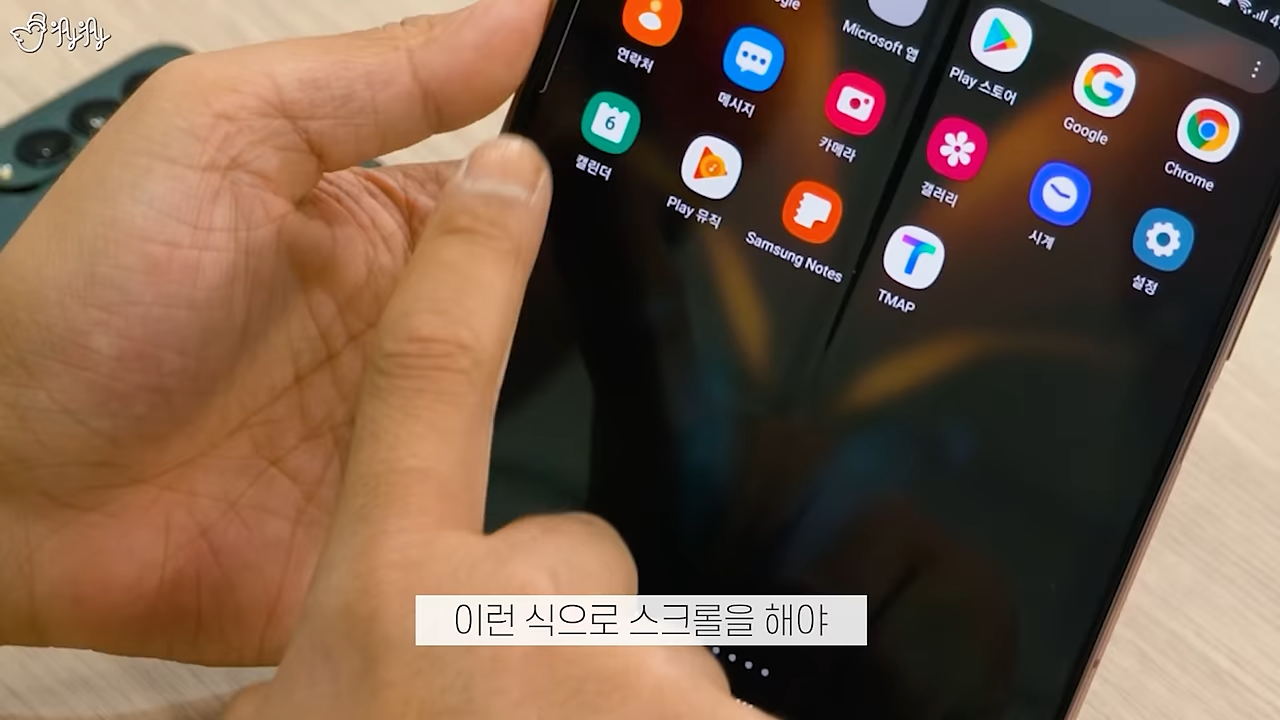 연락처
메시지
Microsoft 앱
카메라
6
캘린더
Play 뮤직
Samsung Notes
Play 스토어
Google
Chrome
갤러리
시계
설정
TMAP
이런 식으로 스크롤을 해야